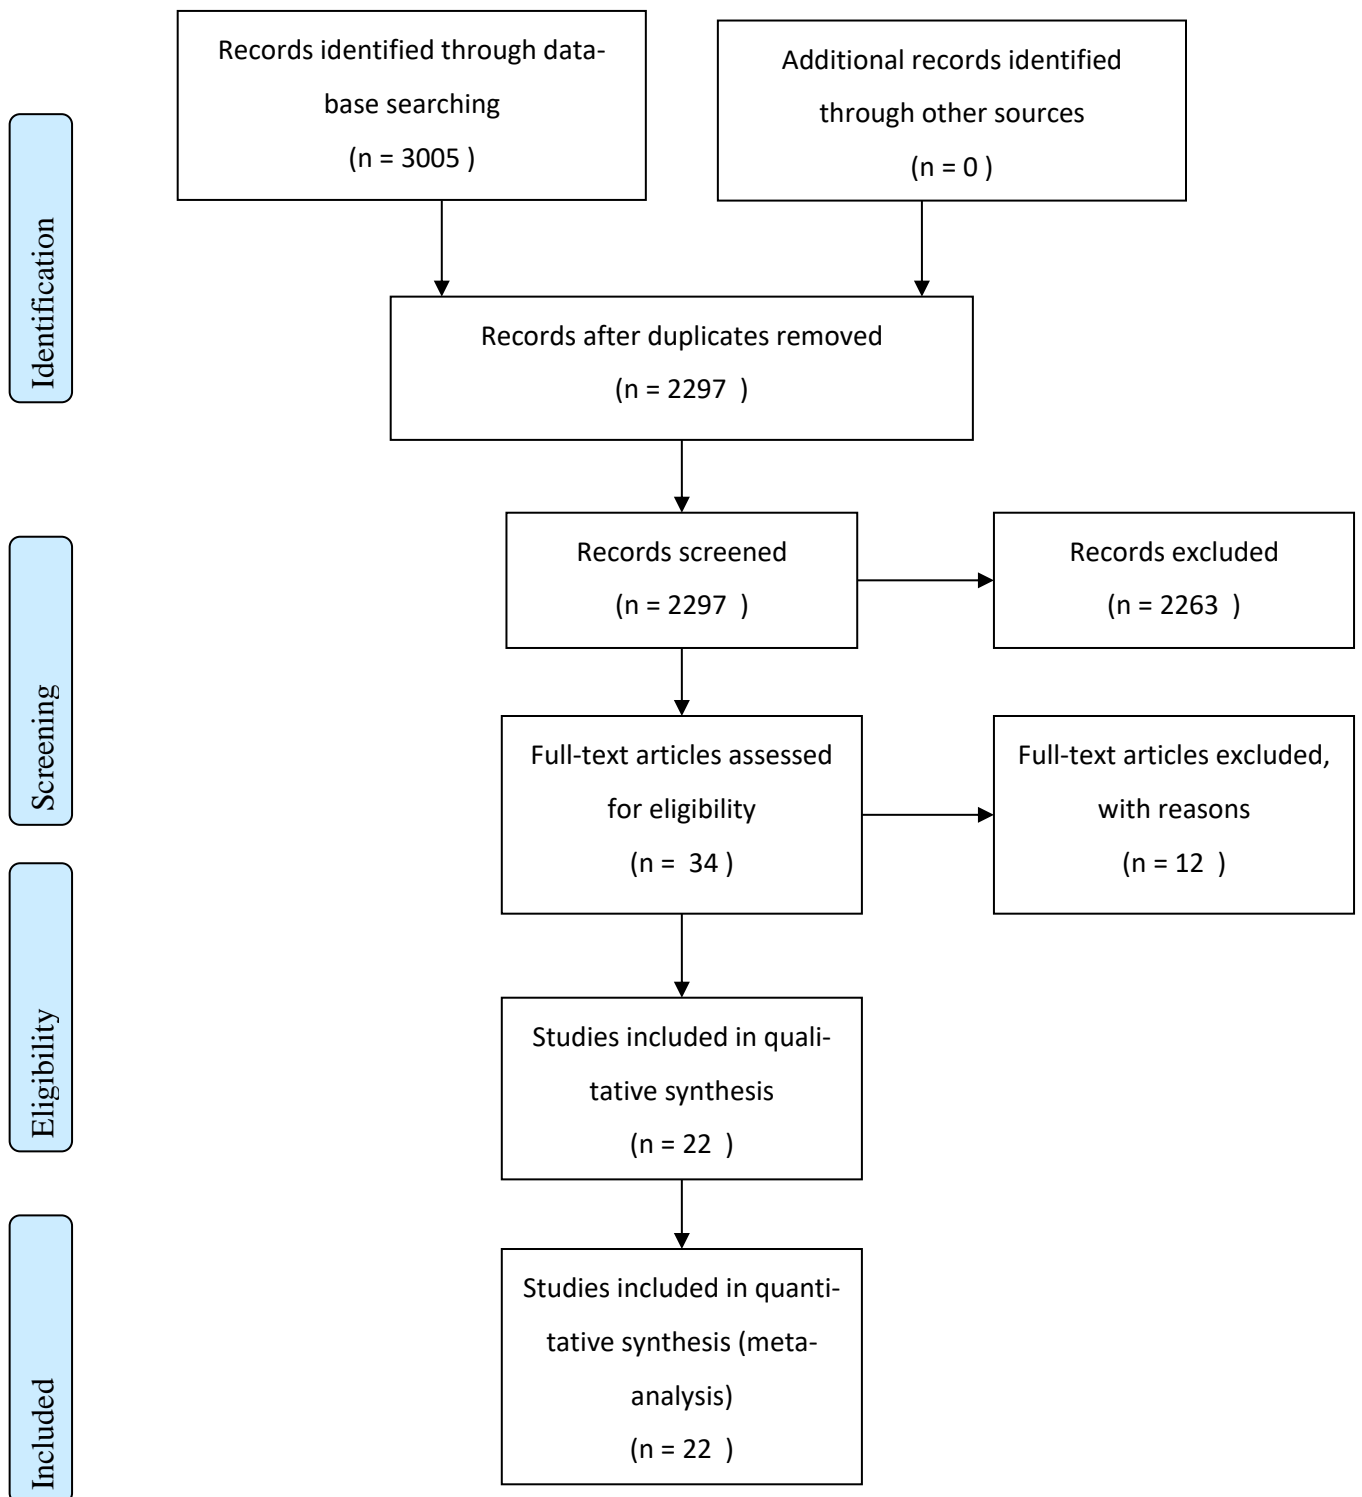 Records identified through data-
base searching
(n = 3005 )
Additional records identified
through other sources
(n = 0 )
Identification
Records after duplicates removed
(n = 2297  )
Records screened
(n = 2297  )
Records excluded
(n = 2263  )
Screening
Full-text articles assessed
for eligibility
(n =  34 )
Full-text articles excluded,
with reasons
(n = 12  )
Eligibility
Studies included in quali-
tative synthesis
(n = 22  )
Included
Studies included in quanti-
tative synthesis (meta-
analysis)
(n = 22  )